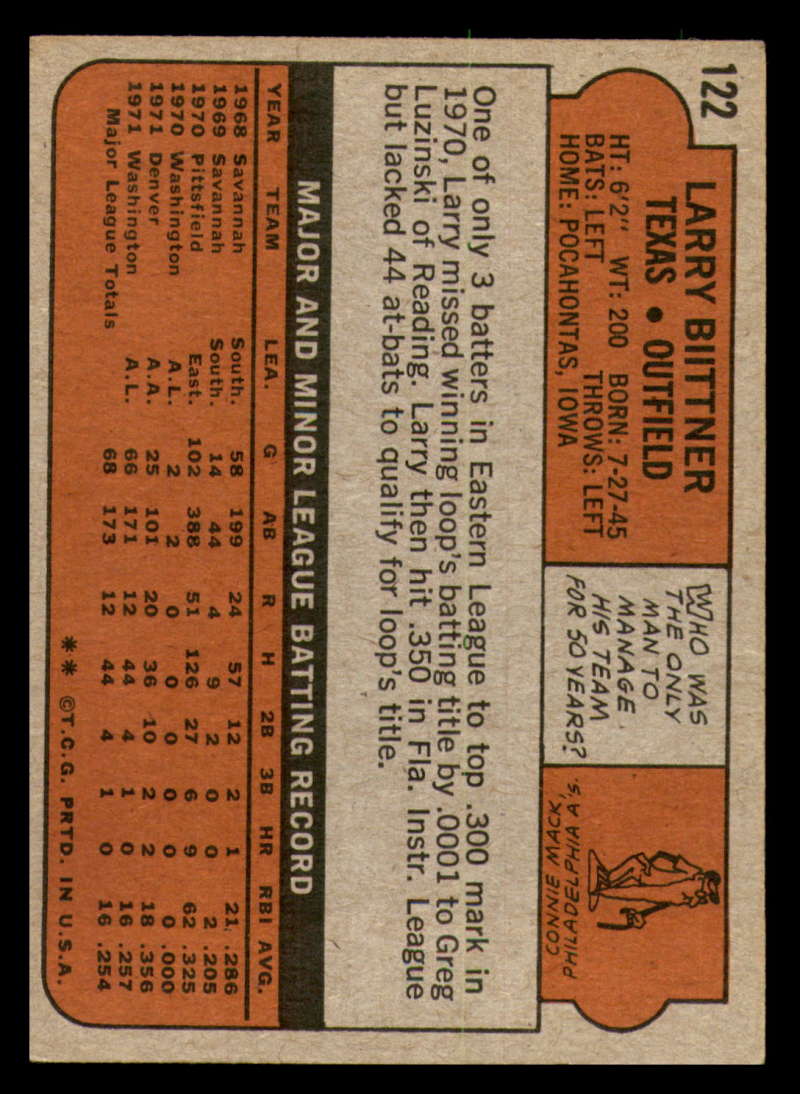 122
LARRY BIITTNER
TEXAS • OUTFIELD
HT: 6'2" WT: 200 BORN: 7-27-45
BATS: LEFT THROWS: LEFT
HOME: POCAHONTAS, IOWA
WHO WAS
THE ONLY
MAN TO
MANAGE
HIS TEAM
FOR 50 YEARS?
CONNIE MACK,
PHILADELPHIA A'S.
One of only 3 batters in Eastern League to top .300 mark in
1970, Larry missed winning loop's batting title by .0001 to Greg
Luzinski of Reading. Larry then hit .350 in Fla. Instr. League
but lacked 44 at-bats to qualify for loop's title.
MAJOR AND MINOR LEAGUE BATTING RECORD
YEAR TEAM LEA. G AB R H 2B 3B HR RBI AVG.
1968 Savannah South. 58 199 24 57 12 2 1 21 .286
1969 Savannah South. 14 44 4 9 2 0 0 2 .205
1970 Pittsfield East. 102 388 51 126 27 6 9 62 .325
1970 Washington A.L. 2 2 0 0 0 0 0 0 .000
1971 Denver A.A. 25 101 20 36 10 2 2 18 .356
1971 Washington A.L. 66 171 12 44 4 1 0 16 .257
Major League Totals 68 173 12 44 4 1 0 16 .254
** ©T.C.G. PRTD. IN U.S.A.